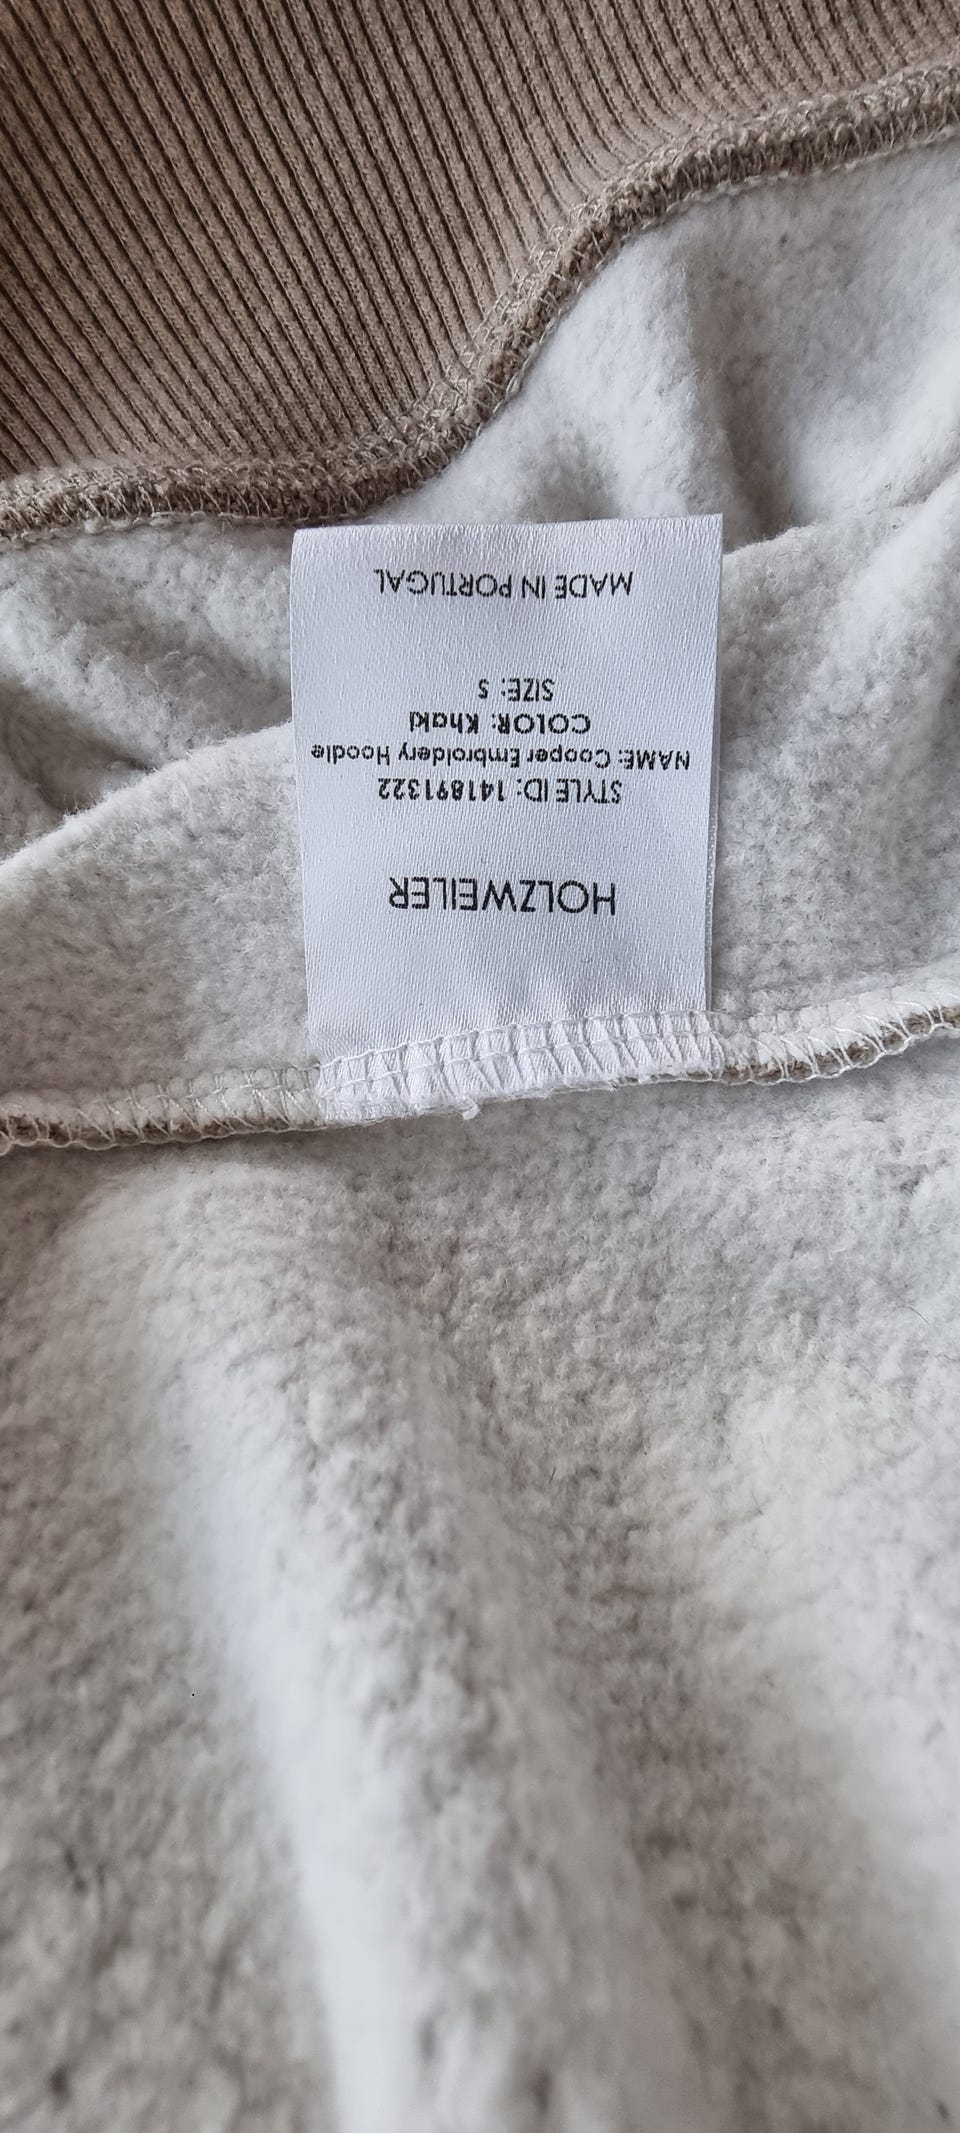 HOLZWEILER
STYLE ID: 141891322
NAME: Cooper Embroidery Hoodie
COLOR: Khaki
SIZE: S
MADE IN PORTUGAL